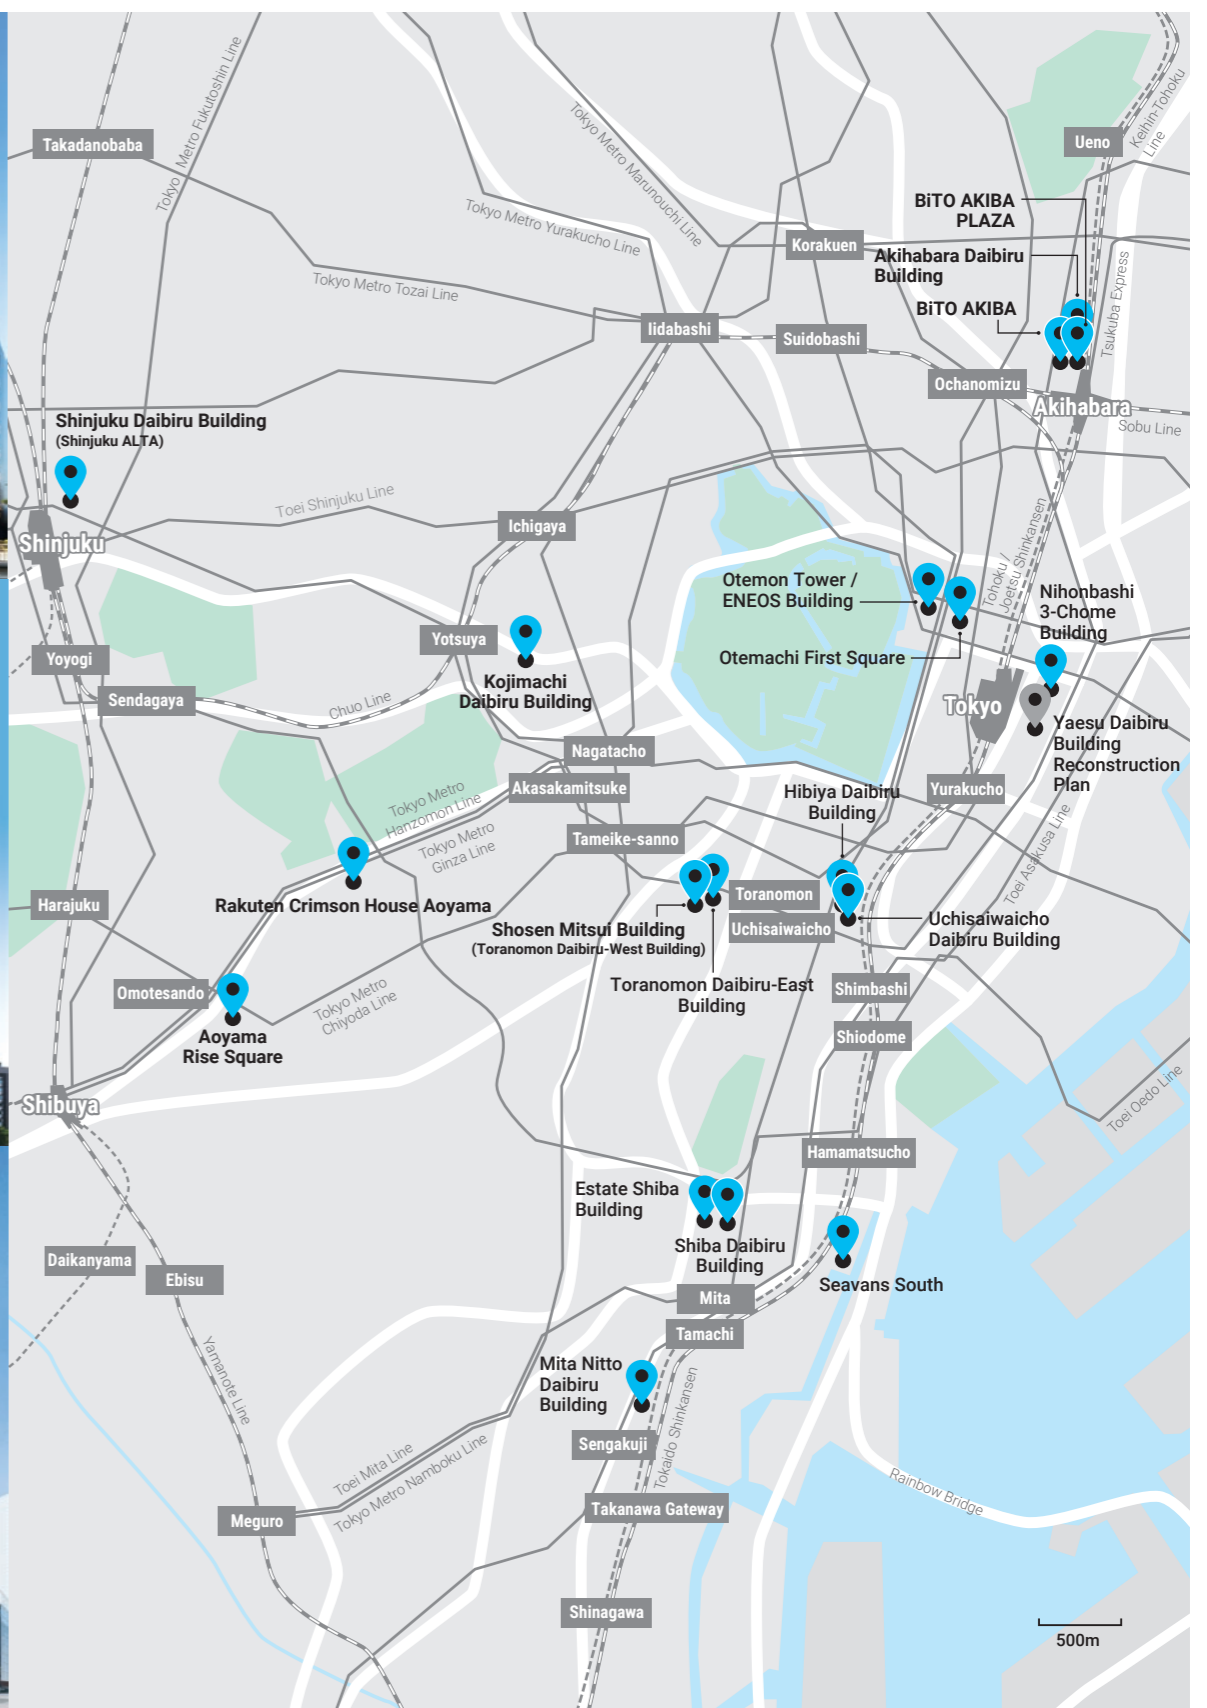 Tokyo Metro Fukutoshin Line
Takadanobaba
Tokyo Metro Marunouchi Line
Keihin-Tohoku
Line
Ueno
Tokyo Metro Yurakucho Line
BiTO AKIBA
PLAZA
Korakuen
Akihabara Daibiru
Building
Tokyo Metro Tozai Line
BiTO AKIBA
Tsukuba Express
Iidabashi
Suidobashi
Ochanomizu
Akihabara
Sobu Line
Shinjuku Daibiru Building
(Shinjuku ALTA)
Toei Shinjuku Line
Ichigaya
Shinjuku
Tohoku /
Joetsu Shinkansen
Otemon Tower /
ENEOS Building
Nihonbashi
3-Chome
Building
Yotsuya
Yoyogi
Otemachi First Square
Kojimachi
Daibiru Building
Sendagaya
Chuo Line
Tokyo
Yaesu Daibiru
Building
Reconstruction
Plan
Nagatacho
Akasakamitsuke
Yurakucho
Hibiya Daibiru
Building
Tokyo Metro
Hanzomon Line
Tokyo Metro
Ginza Line
Tameike-sanno
Toei Asakusa Line
Toranomon
Harajuku
Rakuten Crimson House Aoyama
Shosen Mitsui Building
(Toranomon Daibiru-West Building)
Uchisaiwaicho
Uchisaiwaicho
Daibiru Building
Toranomon Daibiru-East
Building
Omotesando
Tokyo Metro
Chiyoda Line
Shimbashi
Aoyama
Rise Square
Shiodome
Shibuya
Toei Oedo Line
Hamamatsucho
Estate Shiba
Building
Shiba Daibiru
Building
Daikanyama
Ebisu
Seavans South
Mita
Tamachi
Yamanote Line
Mita Nitto
Daibiru
Building
Tokaido Shinkansen
Sengakuji
Toei Mita Line
Tokyo Metro Namboku Line
Rainbow Bridge
Meguro
Takanawa Gateway
Shinagawa
500m